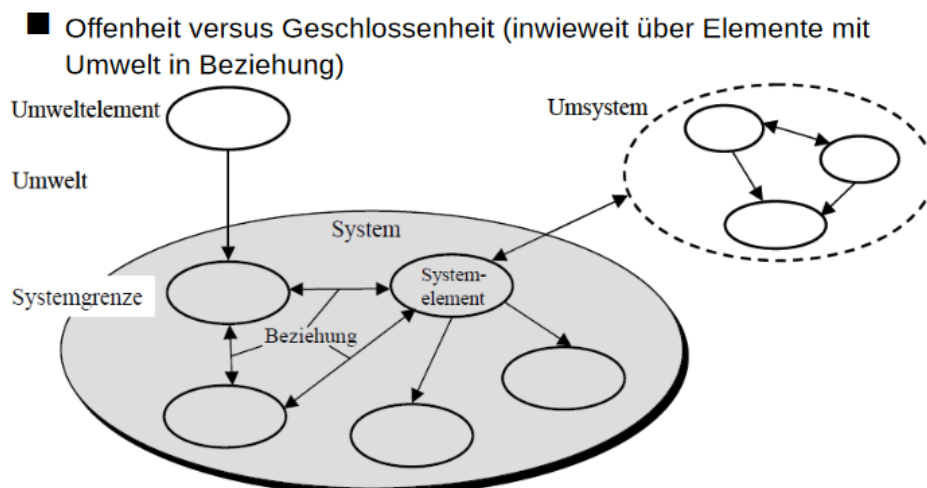 ■ Offenheit versus Geschlossenheit (inwieweit über Elemente mit
Umwelt in Beziehung)
Umweltelement
Umsystem
Umwelt
System
System-
element
Systemgrenze
Beziehung